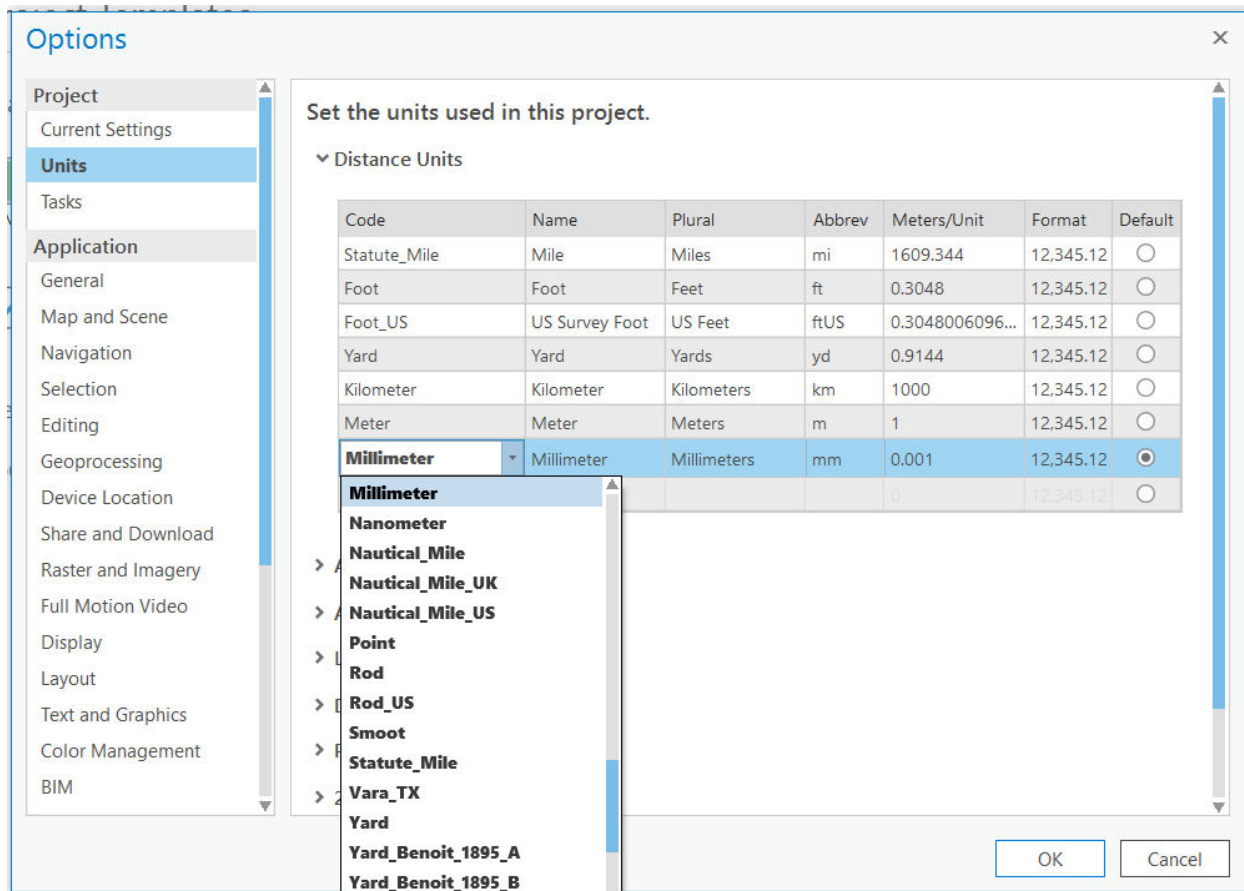 Options
Project
Current Settings
Units
Tasks
Application
General
Map and Scene
Navigation
Selection
Editing
Geoprocessing
Device Location
Share and Download
Raster and Imagery
Full Motion Video
Display
Layout
Text and Graphics
Color Management
BIM
Set the units used in this project.
Distance Units
Code Name Plural Abbrev Meters/Unit Format Default
Statute_Mile Mile Miles mi 1609.344 12,345.12
Foot Foot Feet ft 0.3048 12,345.12
Foot_US US Survey Foot US Feet ftUS 0.3048006096... 12,345.12
Yard Yard Yards yd 0.9144 12,345.12
Kilometer Kilometer Kilometers km 1000 12,345.12
Meter Meter Meters m 1 12,345.12
Millimeter Millimeter Millimeters mm 0.001 12,345.12
0 12,345.12
Millimeter
Nanometer
Nautical_Mile
Nautical_Mile_UK
Nautical_Mile_US
Point
Rod
Rod_US
Smoot
Statute_Mile
Vara_TX
Yard
Yard_Benoit_1895_A
Yard_Benoit_1895_B
OK Cancel